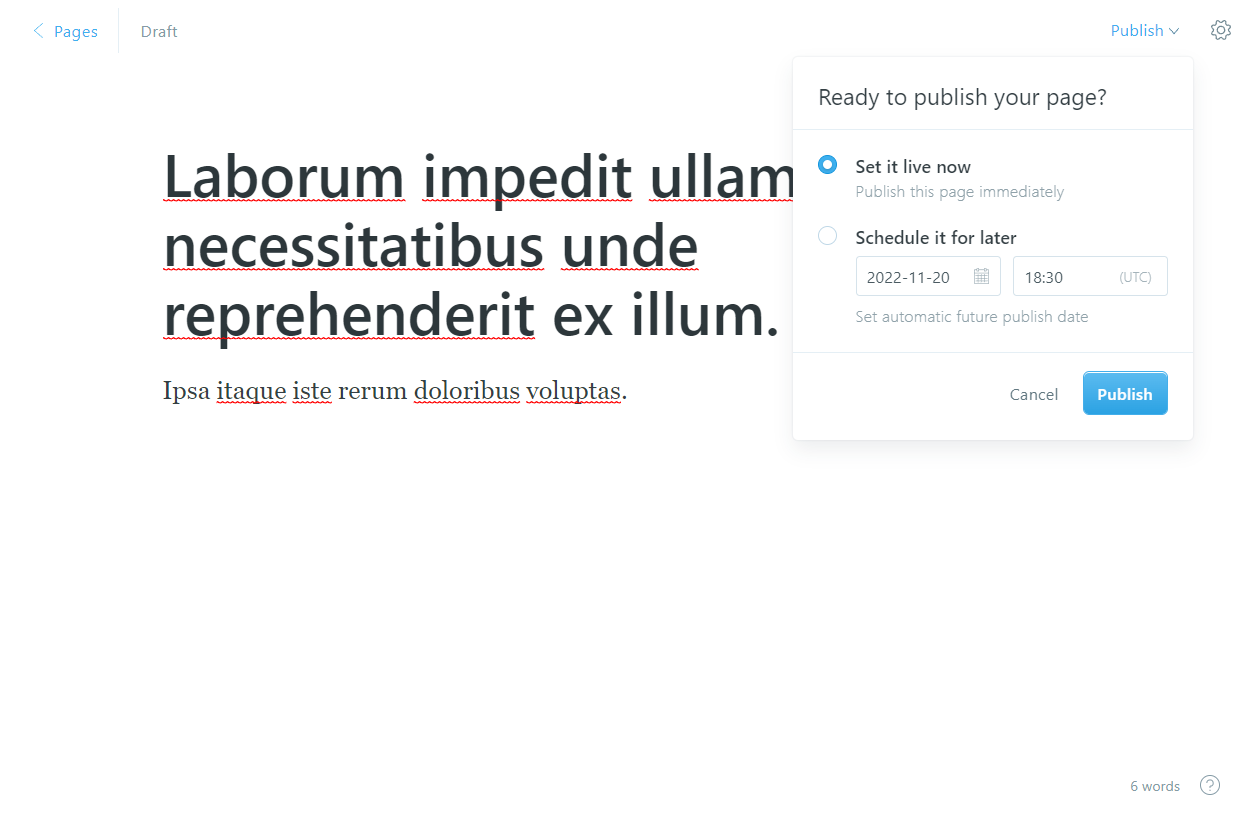 Pages
Draft
Publish
Ready to publish your page?
Set it live now
Publish this page immediately
Schedule it for later
2022-11-20
18:30 (UTC)
Set automatic future publish date
Cancel
Publish
Laborum impedit ullam
necessitatibus unde
reprehenderit ex illum.
Ipsa itaque iste rerum doloribus voluptas.
6 words
?